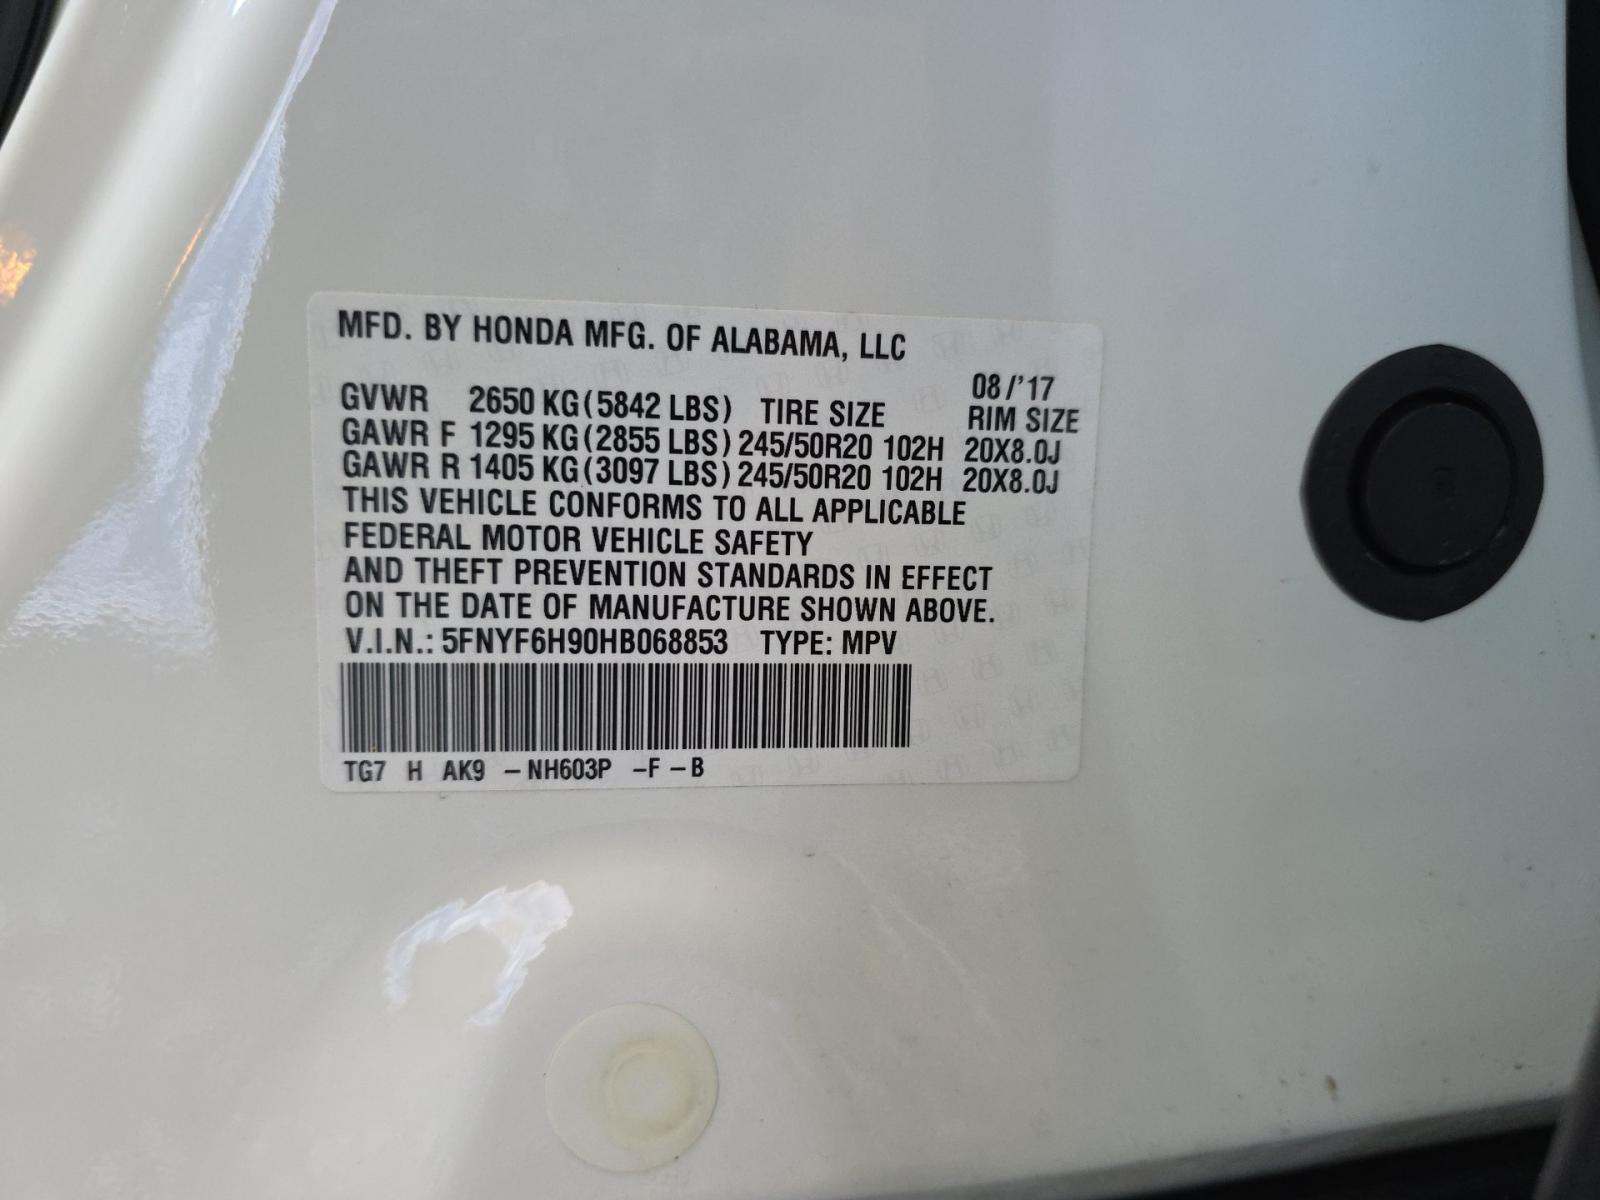 MFD. BY HONDA MFG. OF ALABAMA, LLC
08/'17
GVWR 2650 KG (5842 LBS) TIRE SIZE RIM SIZE
GAWR F 1295 KG (2855 LBS) 245/50R20 102H 20X8.0J
GAWR R 1405 KG (3097 LBS) 245/50R20 102H 20X8.0J
THIS VEHICLE CONFORMS TO ALL APPLICABLE
FEDERAL MOTOR VEHICLE SAFETY
AND THEFT PREVENTION STANDARDS IN EFFECT
ON THE DATE OF MANUFACTURE SHOWN ABOVE.
V.I.N.: 5FNYF6H90HB068853 TYPE: MPV
TG7 H AK9 -NH603P -F -B